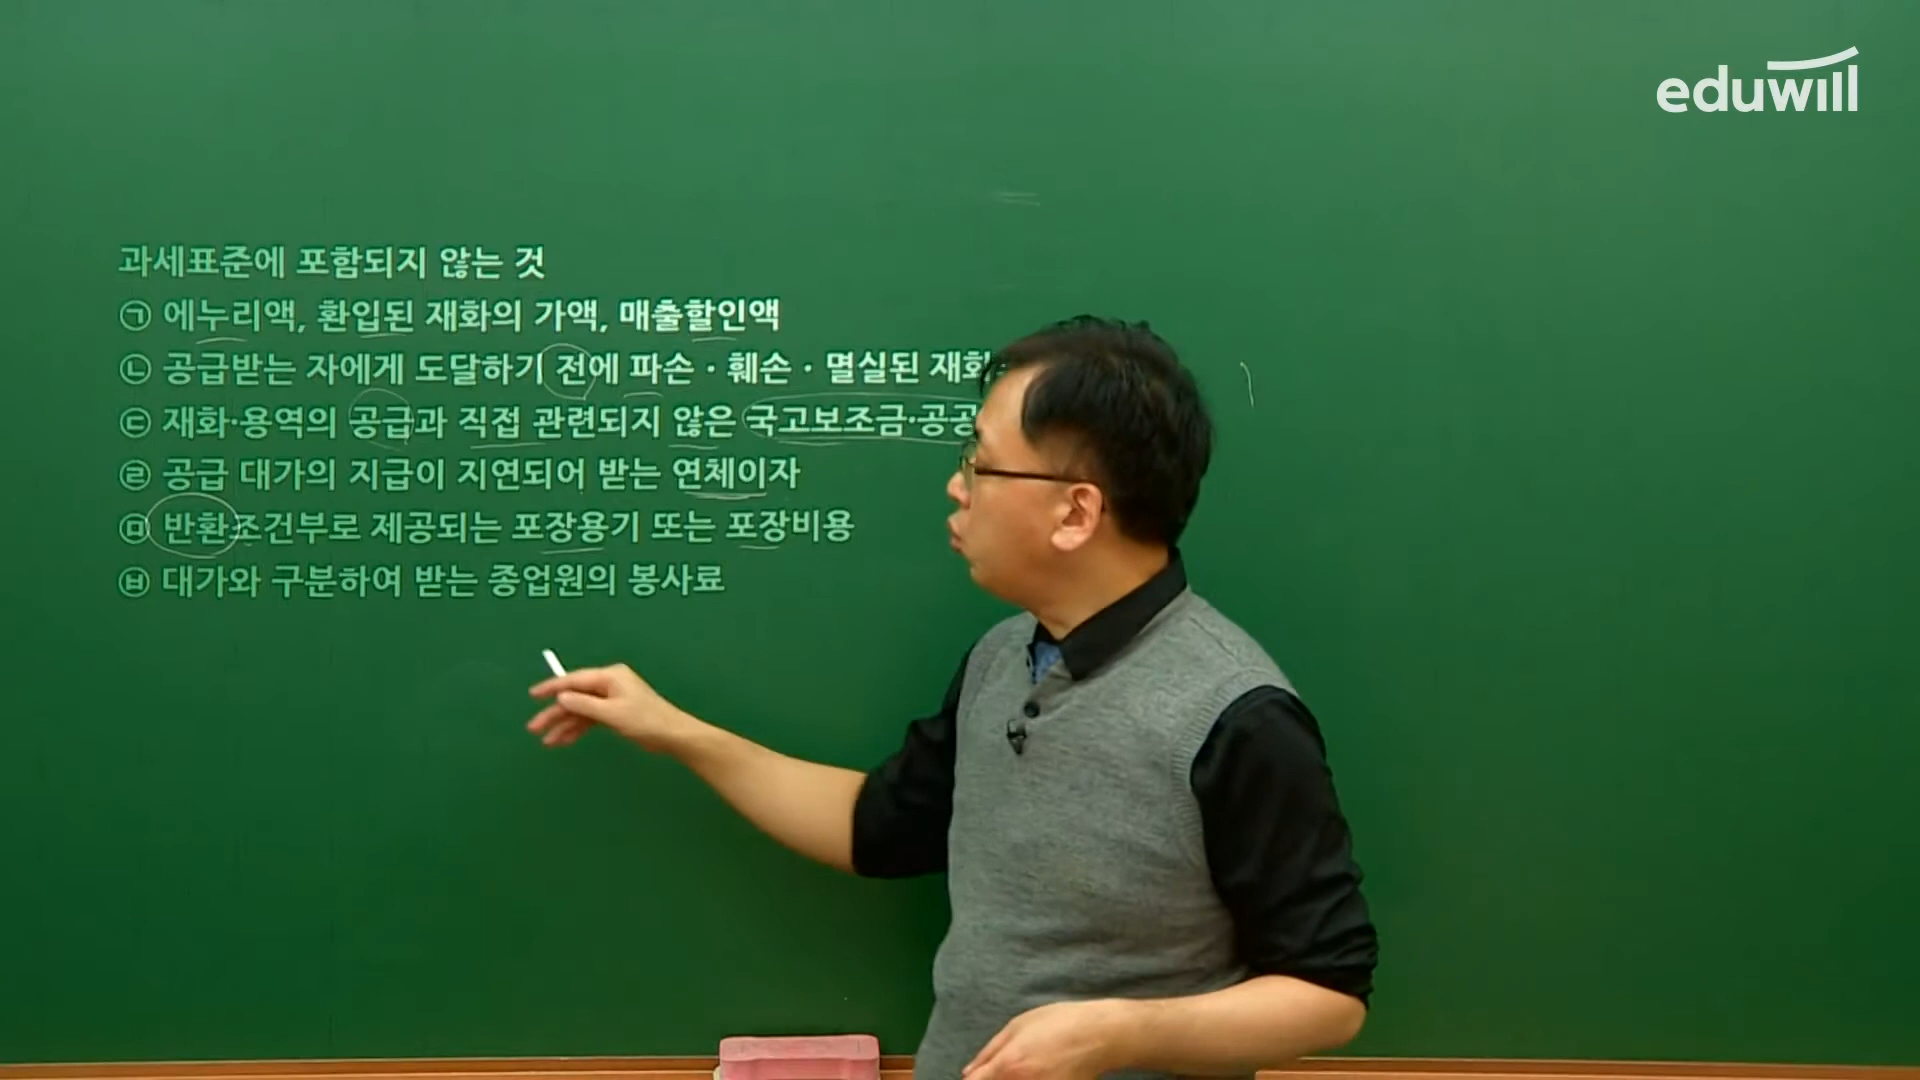 eduwill
과세표준에 포함되지 않는 것
㉠ 에누리액, 환입된 재화의 가액, 매출할인액
㉡ 공급받는 자에게 도달하기 전에 파손·훼손·멸실된 재화
㉢ 재화·용역의 공급과 직접 관련되지 않은 국고보조금·공공
㉣ 공급 대가의 지급이 지연되어 받는 연체이자
㉤ 반환조건부로 제공되는 포장용기 또는 포장비용
㉥ 대가와 구분하여 받는 종업원의 봉사료